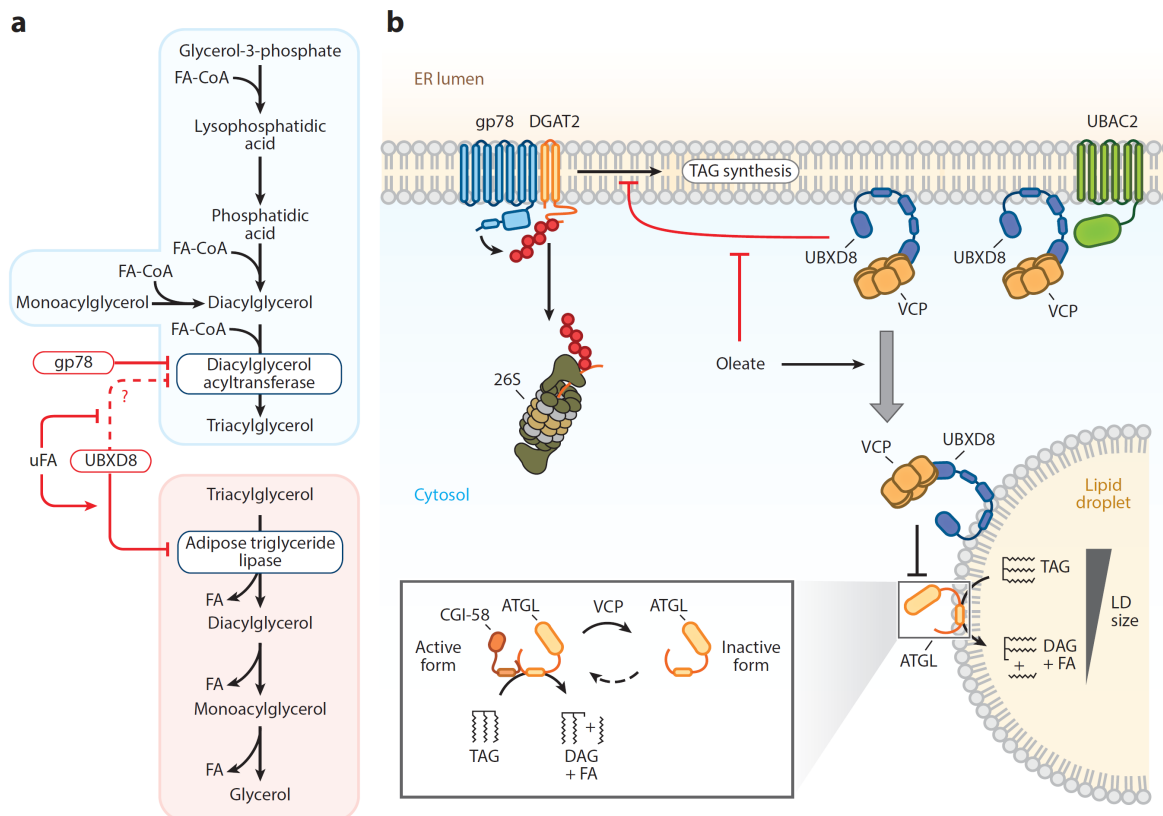 a
Glycerol-3-phosphate
FA-CoA
Lysophosphatidic
acid
Phosphatidic
acid
FA-CoA
FA-CoA
Monoacylglycerol
Diacylglycerol
FA-CoA
gp78
Diacylglycerol
acyltransferase
?
Triacylglycerol
uFA
UBXD8
Triacylglycerol
Adipose triglyceride
lipase
FA
Diacylglycerol
FA
Monoacylglycerol
FA
Glycerol
b
ER lumen
gp78
DGAT2
UBAC2
TAG synthesis
UBXD8
VCP
UBXD8
VCP
Oleate
26S
Cytosol
VCP
UBXD8
Lipid
droplet
TAG
LD
size
DAG
+ FA
+
ATGL
CGI-58
ATGL
VCP
ATGL
Active
form
Inactive
form
+
TAG
DAG
+ FA